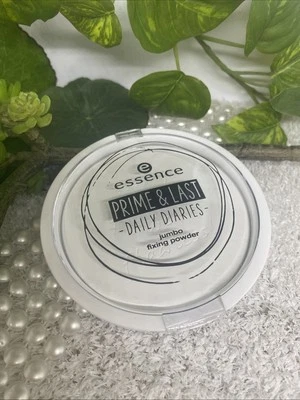 essence
PRIME & LAST
-DAILY DIARIES-
jumbo
fixing powder